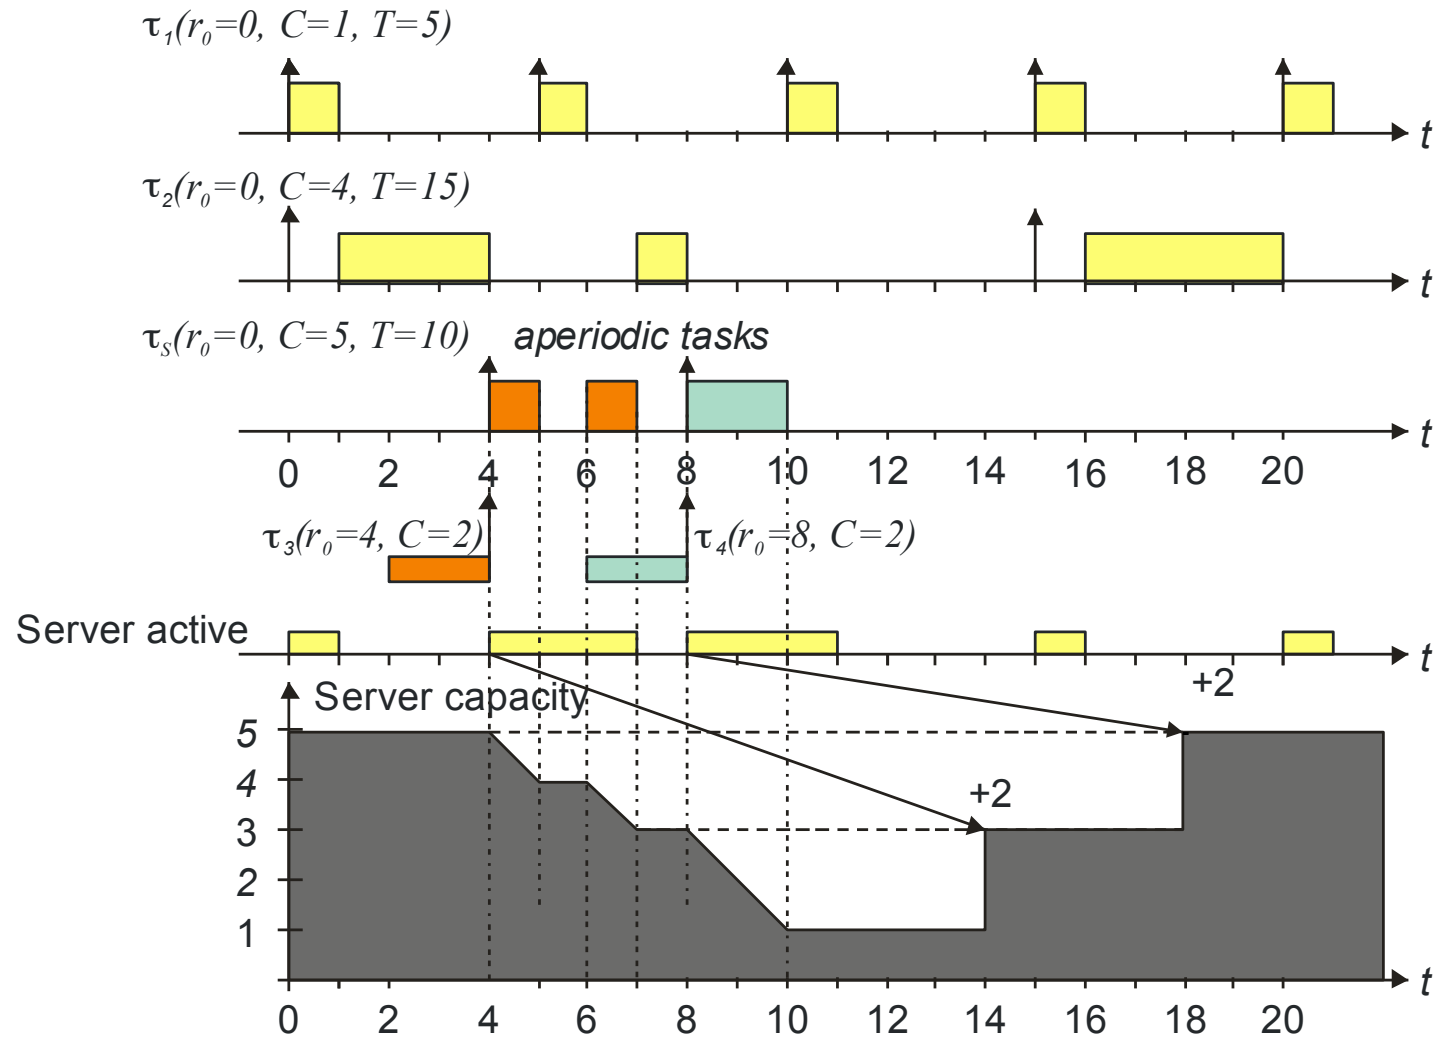 τ₁(r₀=0, C=1, T=5)
t
τ₂(r₀=0, C=4, T=15)
t
τₛ(r₀=0, C=5, T=10) aperiodic tasks
t
0 2 4 6 8 10 12 14 16 18 20
τ₃(r₀=4, C=2) τ₄(r₀=8, C=2)
Server active
t
+2
Server capacity
5
4
+2
3
2
1
t
0 2 4 6 8 10 12 14 16 18 20